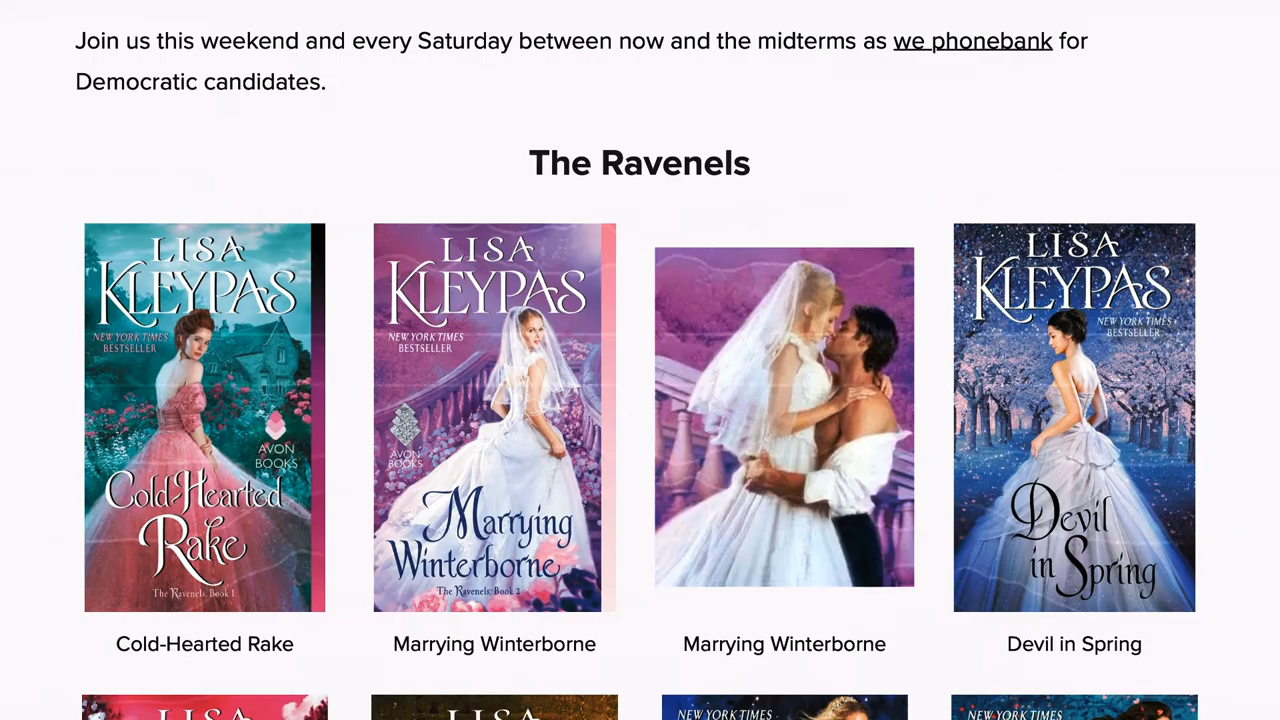 Join us this weekend and every Saturday between now and the midterms as we phonebank for
Democratic candidates.
The Ravenels
LISA
KLEYPAS
NEW YORK TIMES
BESTSELLER
AVON
BOOKS
Cold-Hearted
Rake
The Ravenels, Book 1
LISA
KLEYPAS
NEW YORK TIMES
BESTSELLER
AVON
BOOKS
Marrying
Winterborne
The Ravenels, Book 2
LISA
KLEYPAS
NEW YORK TIMES
BESTSELLER
Devil
in Spring
Cold-Hearted Rake
Marrying Winterborne
Marrying Winterborne
Devil in Spring
LISA
LISA
NEW YORK TIMES
NEW YORK TIMES